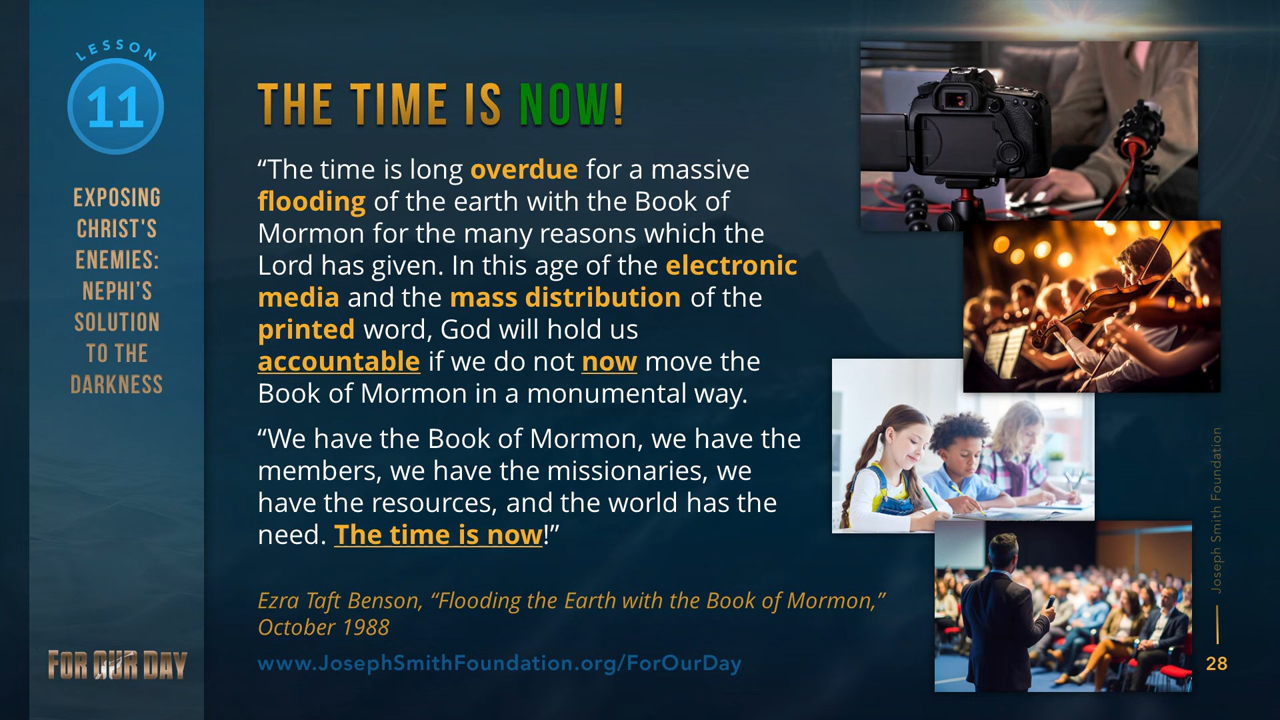 LESSON
11
EXPOSING
CHRIST'S
ENEMIES:
NEPHI'S
SOLUTION
TO THE
DARKNESS
FOR OUR DAY
THE TIME IS NOW!
“The time is long overdue for a massive
flooding of the earth with the Book of
Mormon for the many reasons which the
Lord has given. In this age of the electronic
media and the mass distribution of the
printed word, God will hold us
accountable if we do not now move the
Book of Mormon in a monumental way.
“We have the Book of Mormon, we have the
members, we have the missionaries, we
have the resources, and the world has the
need. The time is now!”
Ezra Taft Benson, “Flooding the Earth with the Book of Mormon,”
October 1988
www.JosephSmithFoundation.org/ForOurDay
Joseph Smith Foundation
28